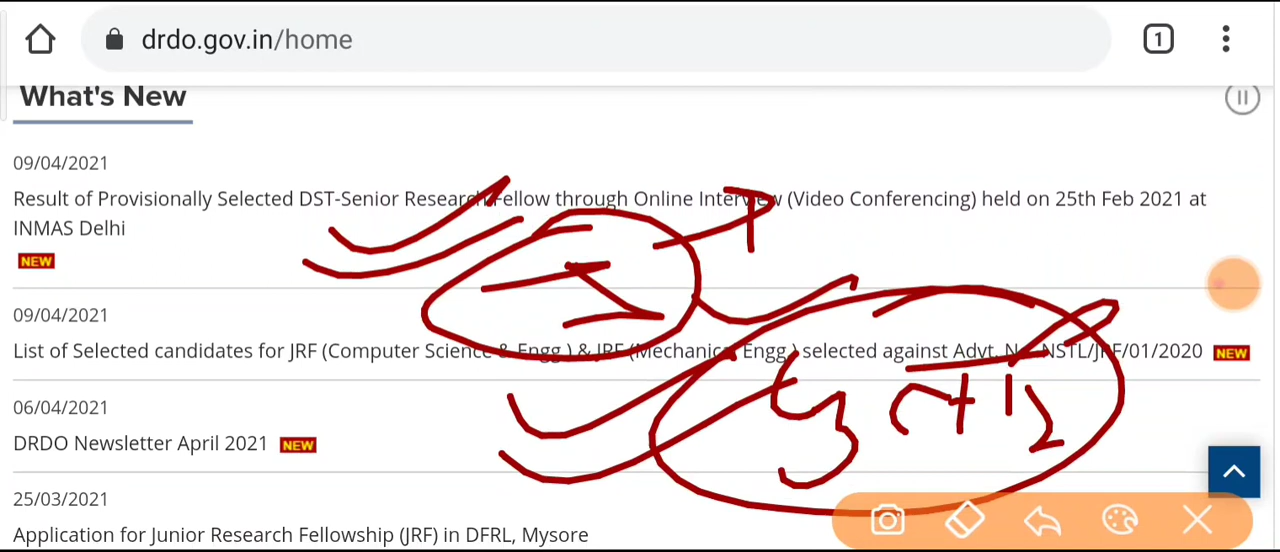 drdo.gov.in/home
1
What's New
09/04/2021
Result of Provisionally Selected DST-Senior Research Fellow through Online Interview (Video Conferencing) held on 25th Feb 2021 at
INMAS Delhi
NEW
09/04/2021
List of Selected candidates for JRF (Computer Science & Engg.) & JRF (Mechanical Engg.) selected against Advt. No. NSTL/JRF/01/2020 NEW
06/04/2021
DRDO Newsletter April 2021 NEW
25/03/2021
Application for Junior Research Fellowship (JRF) in DFRL, Mysore